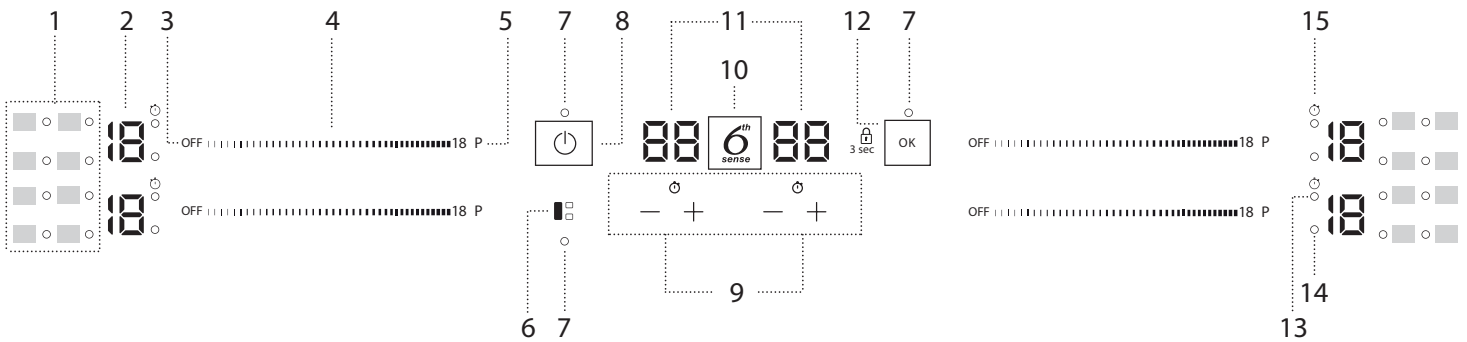 1 2 3 4 5 7 8 11 12 7 15
10
18 OFF 18 P 88 6th sense 88 3 sec OK OFF 18 P 18
18 OFF 18 P − + − + OFF 18 P 18
9
6 7 13 14